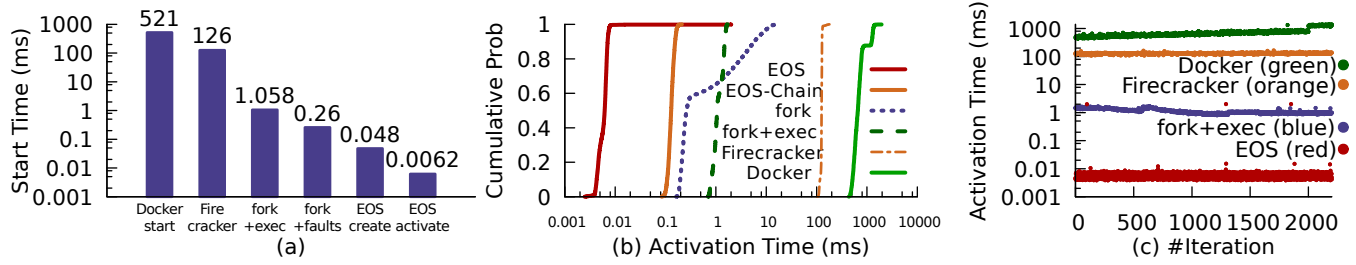 Start Time (ms)
1000
100
10
1
0.1
0.01
0.001
521
126
1.058
0.26
0.048
0.0062
Docker start
Fire cracker
fork +exec
fork +faults
EOS create
EOS activate
(a)
Cumulative Prob
1
0.8
0.6
0.4
0.2
0
EOS
EOS-Chain
fork
fork+exec
Firecracker
Docker
0.001 0.01 0.1 1 10 100 1000 10000
(b) Activation Time (ms)
Activation Time (ms)
1000
100
10
1
0.1
0.01
0.001
Docker (green)
Firecracker (orange)
fork+exec (blue)
EOS (red)
0 500 1000 1500 2000
(c) #Iteration